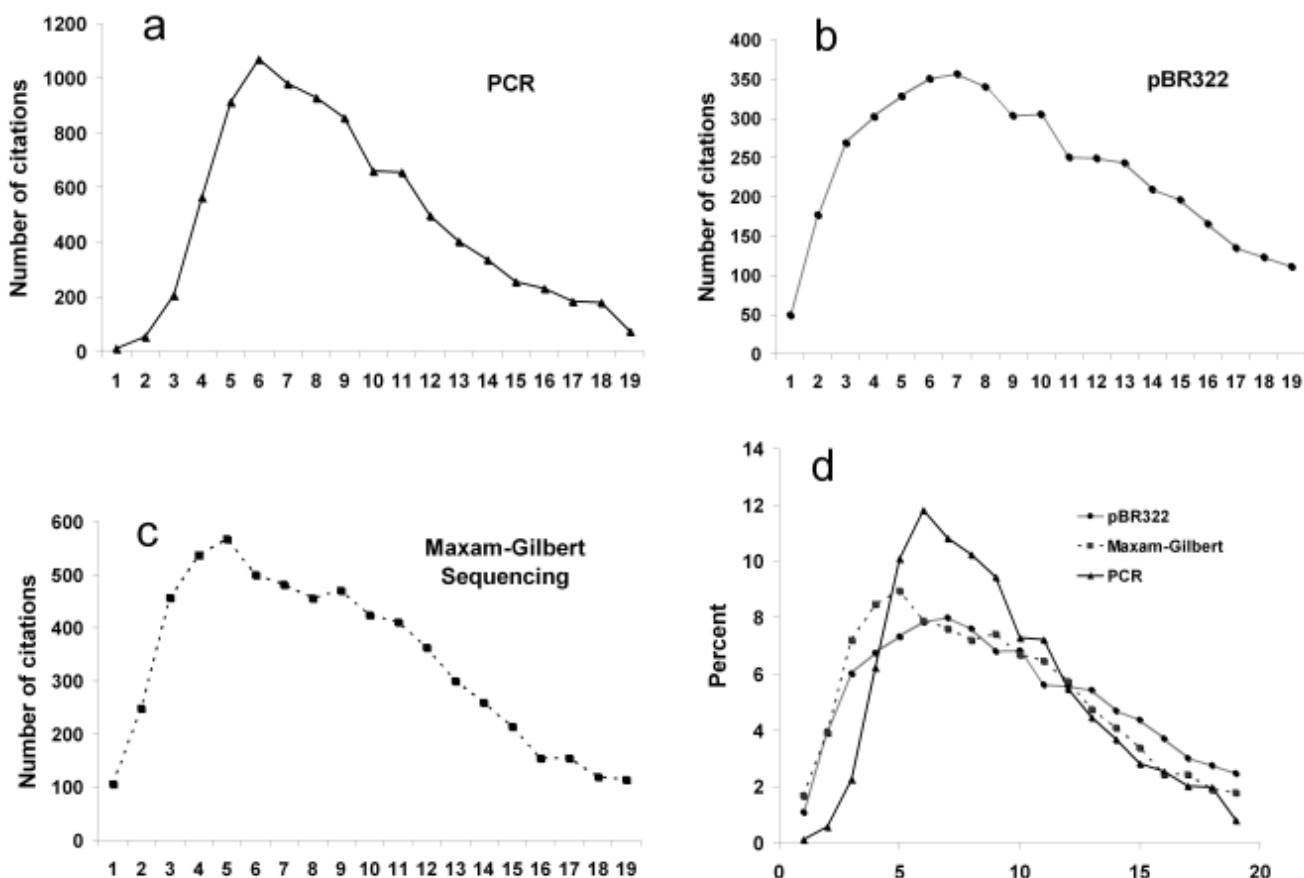 a
PCR
Number of citations
1200
1000
800
600
400
200
0
1 2 3 4 5 6 7 8 9 10 11 12 13 14 15 16 17 18 19
b
pBR322
Number of citations
400
350
300
250
200
150
100
50
0
1 2 3 4 5 6 7 8 9 10 11 12 13 14 15 16 17 18 19
c
Maxam-Gilbert
Sequencing
Number of citations
600
500
400
300
200
100
0
1 2 3 4 5 6 7 8 9 10 11 12 13 14 15 16 17 18 19
d
pBR322
Maxam-Gilbert
PCR
Percent
14
12
10
8
6
4
2
0
0 5 10 15 20